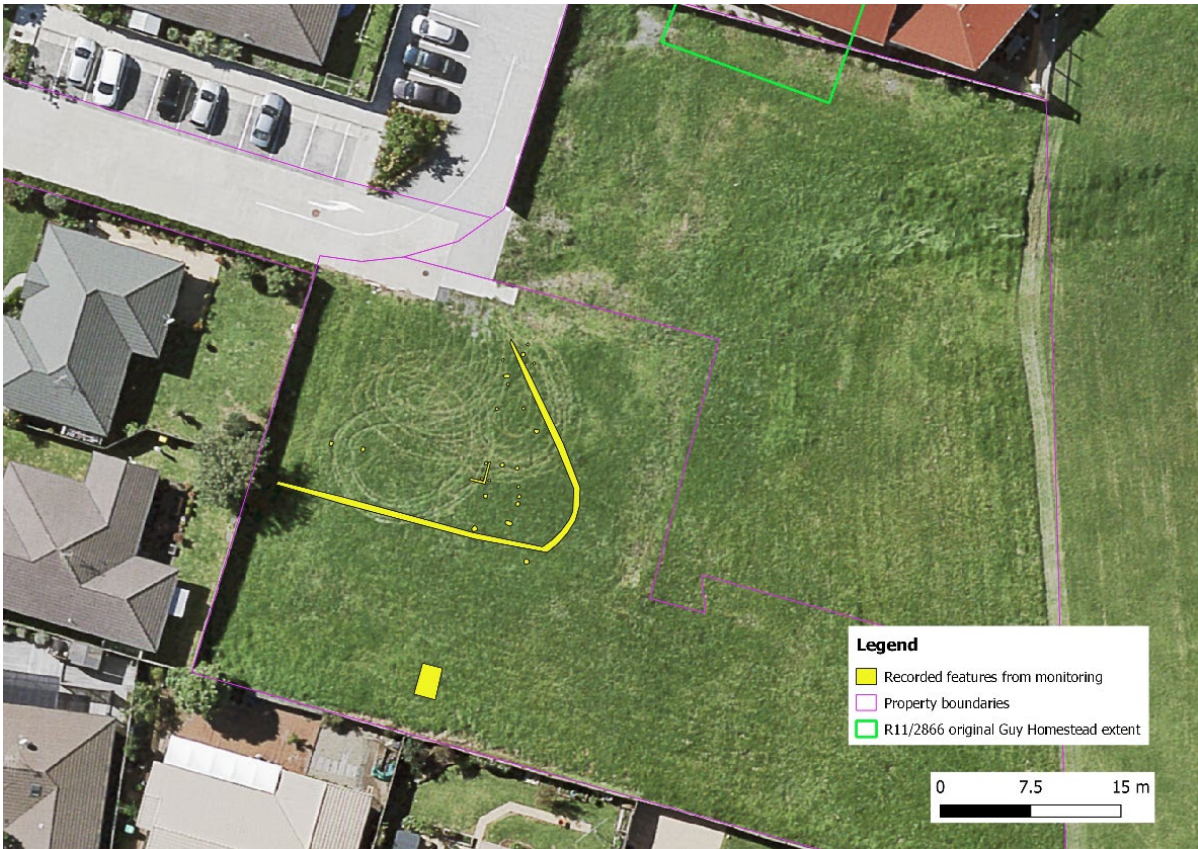 Legend
Recorded features from monitoring
Property boundaries
R11/2866 original Guy Homestead extent
0 7.5 15 m